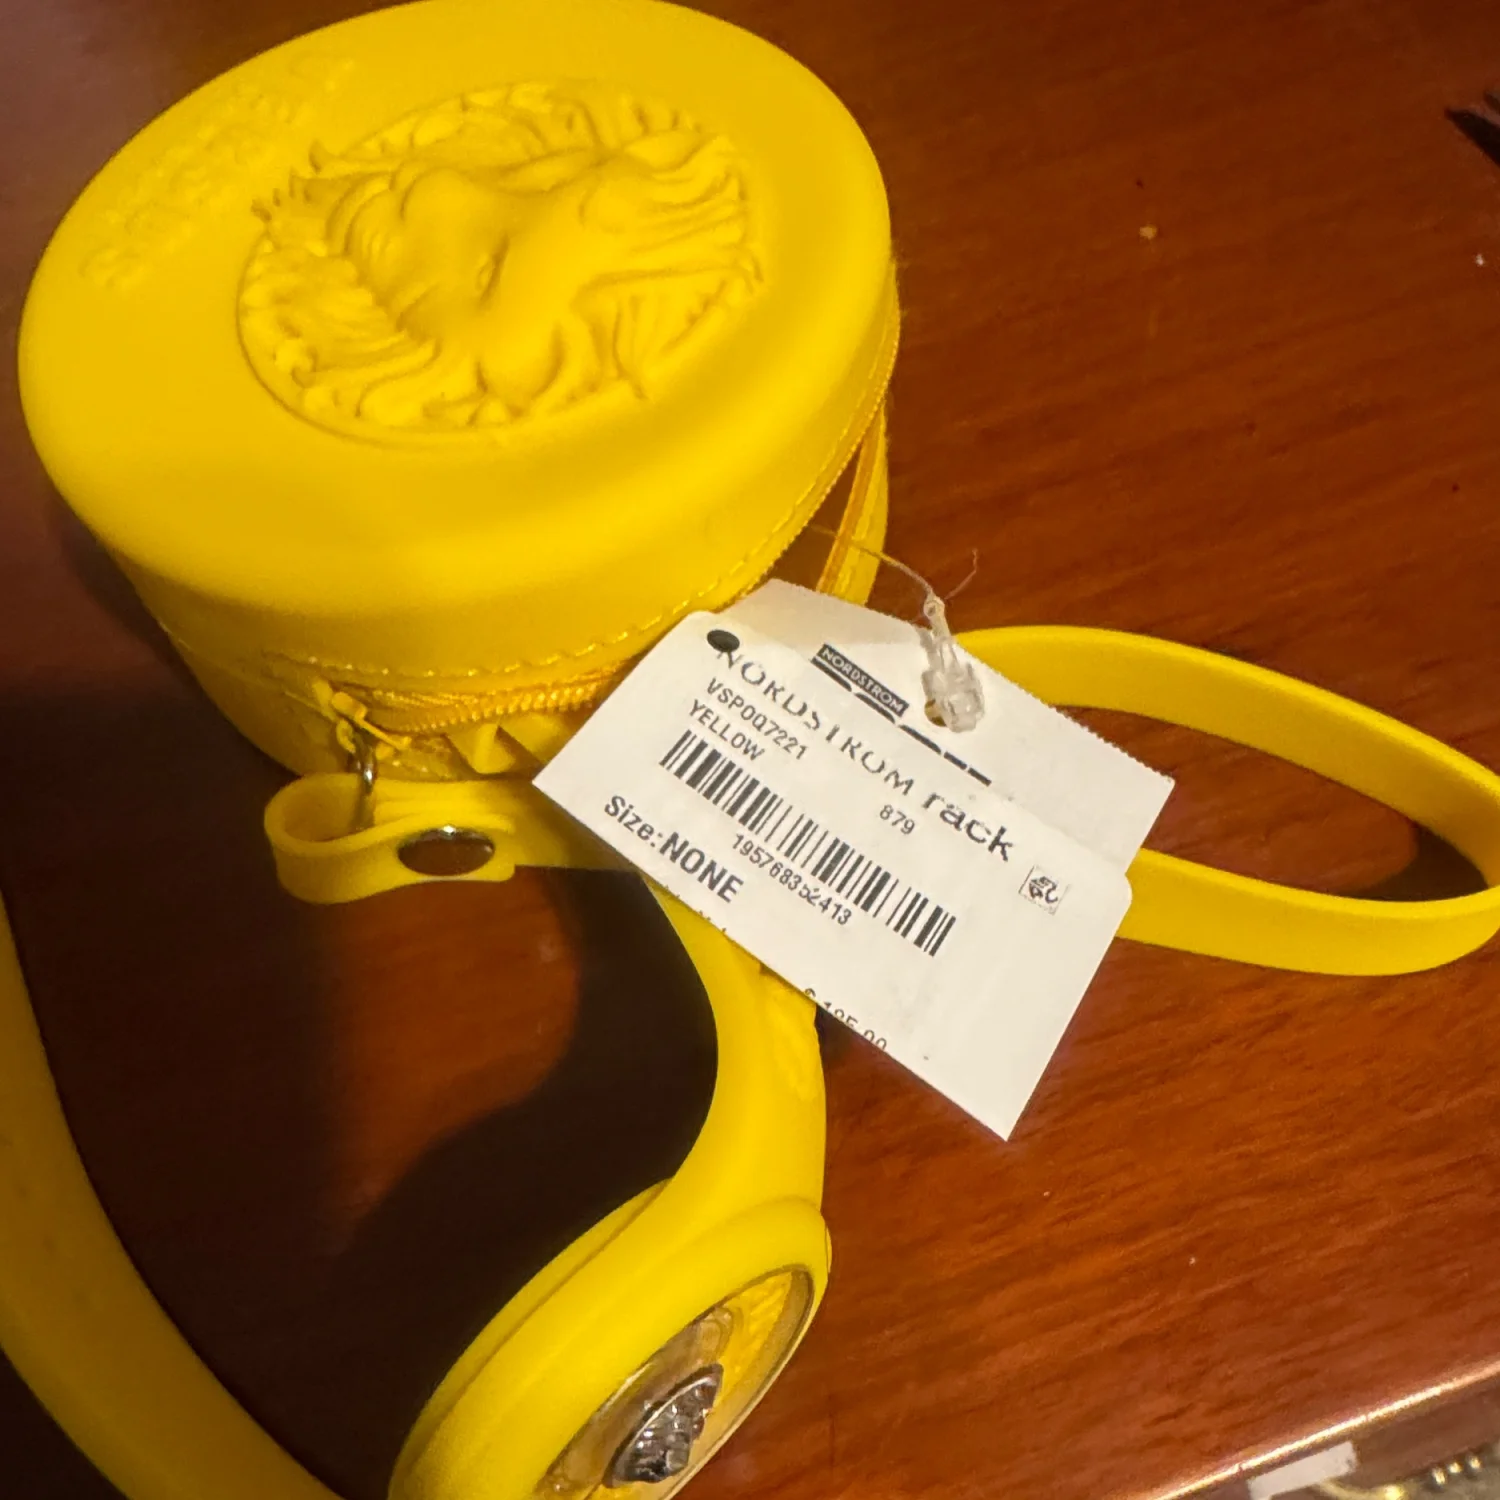 NORDSTROM
NORDSTROM rack
VSP0Q7221
YELLOW
879
195768352413
Size:NONE